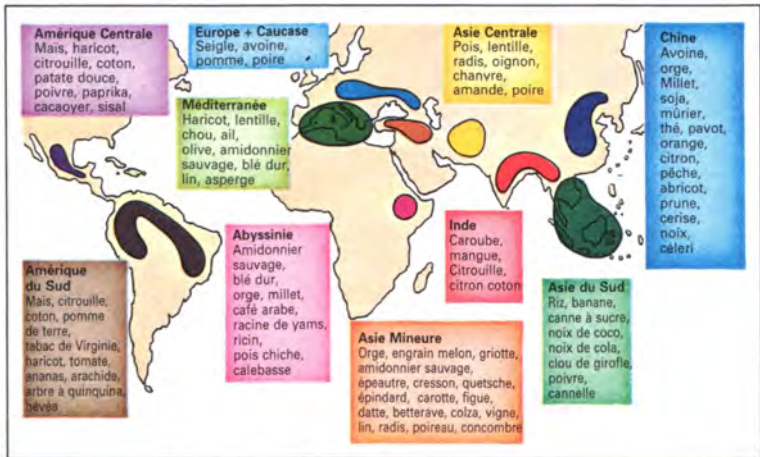 Amérique Centrale
Maïs, haricot,
citrouille, coton,
patate douce,
poivre, paprika,
cacaoyer, sisal
Europe + Caucase
Seigle, avoine,
pomme, poire
Méditerranée
Haricot, lentille,
chou, ail,
olive, amidonnier
sauvage, blé dur,
lin, asperge
Asie Centrale
Pois, lentille,
radis, oignon,
chanvre,
amande, poire
Chine
Avoine,
orge,
Millet,
soja,
mûrier,
thé, pavot,
orange,
citron,
pêche,
abricot,
prune,
cerise,
noix,
céleri
Amérique
du Sud
Maïs, citrouille,
coton, pomme
de terre,
tabac de Virginie,
haricot, tomate,
ananas, arachide,
arbre à quinquina,
hévéa
Abyssinie
Amidonnier
sauvage,
blé dur,
orge, millet,
café arabe,
racine de yams,
ricin,
pois chiche,
calebasse
Inde
Caroube,
mangue,
Citrouille,
citron coton
Asie Mineure
Orge, engrain melon, griotte,
amidonnier sauvage,
épeautre, cresson, quetsche,
épindard, carotte, figue,
datte, betterave, colza, vigne,
lin, radis, poireau, concombre
Asie du Sud
Riz, banane,
canne à sucre,
noix de coco,
noix de cola,
clou de girofle,
poivre,
cannelle